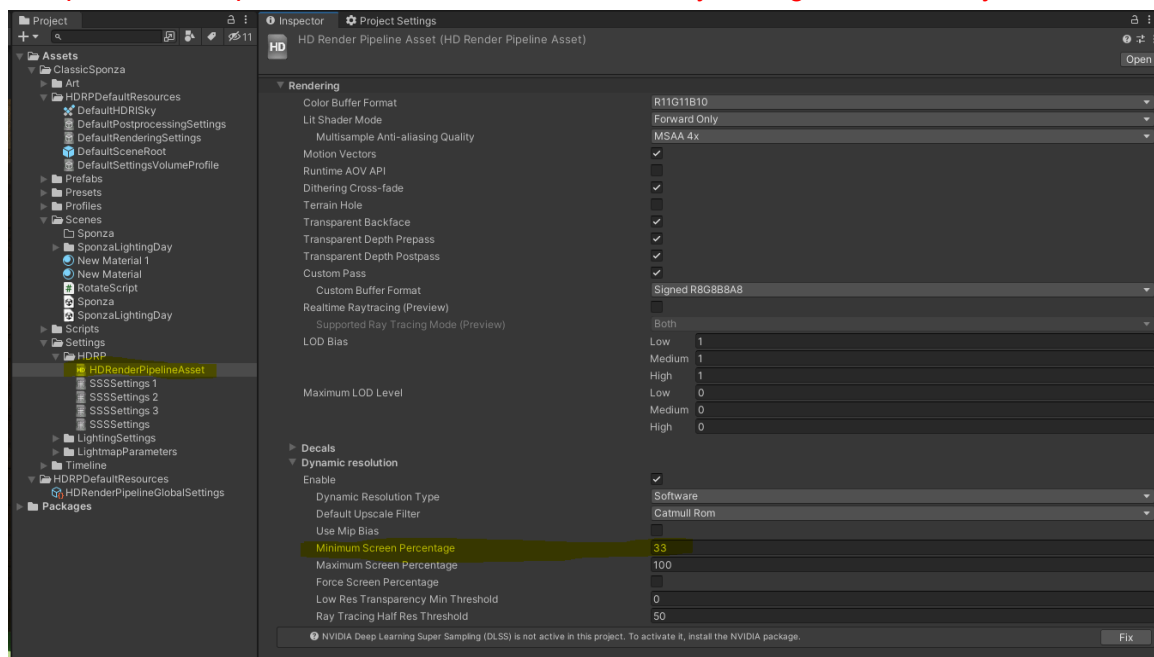 Project
Inspector
Project Settings
11
HD
HD Render Pipeline Asset (HD Render Pipeline Asset)
Open
Assets
ClassicSponza
Art
HDRPDefaultResources
DefaultHDRISky
DefaultPostprocessingSettings
DefaultRenderingSettings
DefaultSceneRoot
DefaultSettingsVolumeProfile
Prefabs
Presets
Profiles
Scenes
Sponza
SponzaLightingDay
New Material 1
New Material
RotateScript
Sponza
SponzaLightingDay
Scripts
Settings
HDRP
HDRenderPipelineAsset
SSSSettings 1
SSSSettings 2
SSSSettings 3
SSSSettings
LightingSettings
LightmapParameters
Timeline
HDRPDefaultResources
HDRenderPipelineGlobalSettings
Packages
Rendering
Color Buffer Format R11G11B10
Lit Shader Mode Forward Only
Multisample Anti-aliasing Quality MSAA 4x
Motion Vectors
Runtime AOV API
Dithering Cross-fade
Terrain Hole
Transparent Backface
Transparent Depth Prepass
Transparent Depth Postpass
Custom Pass
Custom Buffer Format Signed R8G8B8A8
Realtime Raytracing (Preview)
Supported Ray Tracing Mode (Preview) Both
LOD Bias Low 1
Medium 1
High 1
Maximum LOD Level Low 0
Medium 0
High 0
Decals
Dynamic resolution
Enable
Dynamic Resolution Type Software
Default Upscale Filter Catmull Rom
Use Mip Bias
Minimum Screen Percentage 33
Maximum Screen Percentage 100
Force Screen Percentage
Low Res Transparency Min Threshold 0
Ray Tracing Half Res Threshold 50
NVIDIA Deep Learning Super Sampling (DLSS) is not active in this project. To activate it, install the NVIDIA package. Fix